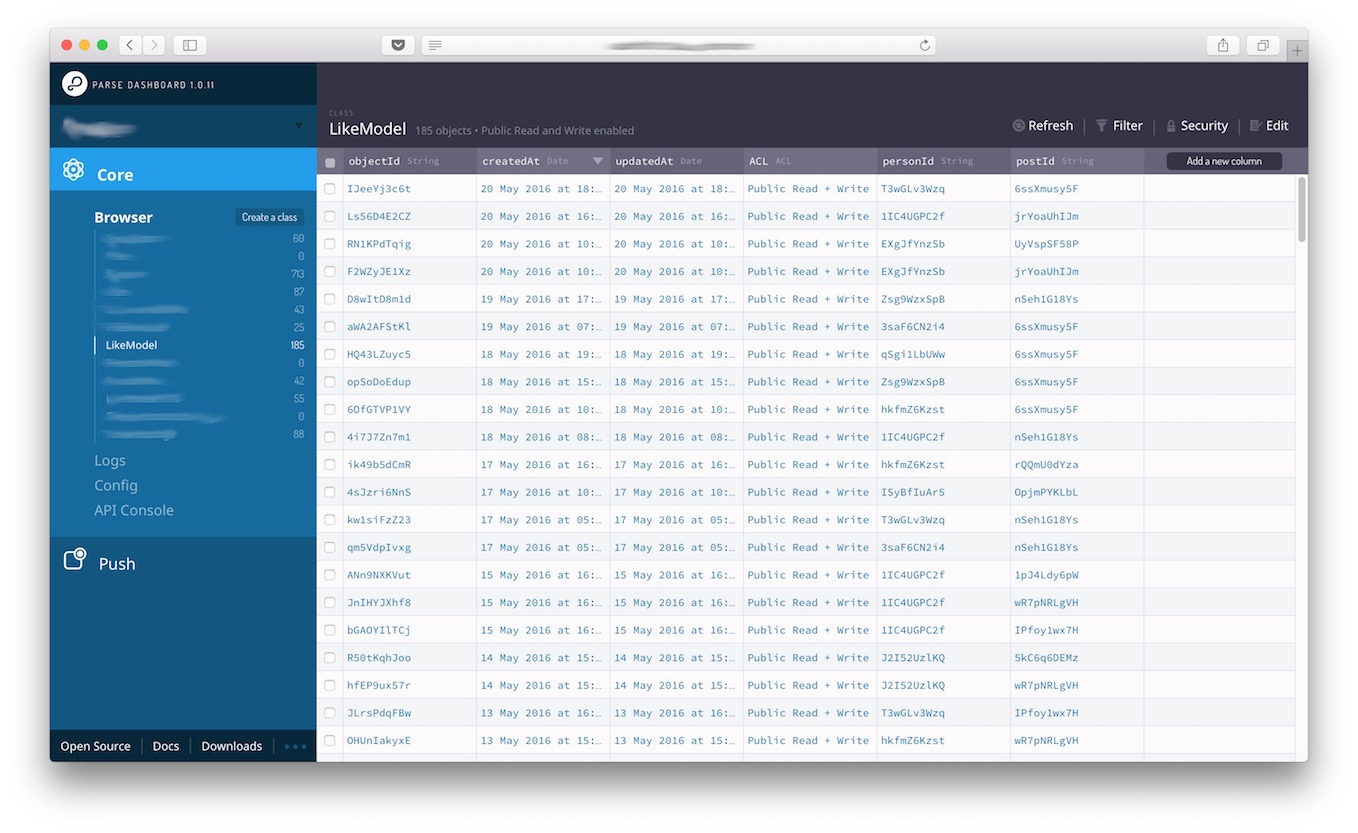 PARSE DASHBOARD 1.0.11
CLASS
LikeModel 185 objects • Public Read and Write enabled
Refresh Filter Security Edit
Core
Browser Create a class
60
0
713
87
43
25
LikeModel 185
0
42
55
0
88
Logs
Config
API Console
Push
Open Source Docs Downloads
objectId String createdAt Date updatedAt Date ACL ACL personId String postId String Add a new column
IJeeYj3c6t 20 May 2016 at 18:… 20 May 2016 at 18:… Public Read + Write T3wGLv3Wzq 6ssXmusy5F
Ls56D4E2CZ 20 May 2016 at 16:… 20 May 2016 at 16:… Public Read + Write 1IC4UGPC2f jrYoaUhIJm
RN1KPdTqig 20 May 2016 at 10:… 20 May 2016 at 10:… Public Read + Write EXgJfYnzSb UyVspSF58P
F2WZyJE1Xz 20 May 2016 at 10:… 20 May 2016 at 10:… Public Read + Write EXgJfYnzSb jrYoaUhIJm
D8wItD8m1d 19 May 2016 at 17:… 19 May 2016 at 17:… Public Read + Write Zsg9WzxSpB nSeh1G18Ys
aWA2AFStKl 19 May 2016 at 07:… 19 May 2016 at 07:… Public Read + Write 3saF6CN2i4 6ssXmusy5F
HQ43LZuyc5 18 May 2016 at 19:… 18 May 2016 at 19:… Public Read + Write qSgi1LbUWw 6ssXmusy5F
opSoDoEdup 18 May 2016 at 15:… 18 May 2016 at 15:… Public Read + Write Zsg9WzxSpB 6ssXmusy5F
6OfGTVP1VY 18 May 2016 at 10:… 18 May 2016 at 10:… Public Read + Write hkfmZ6Kzst 6ssXmusy5F
4i7J7Zn7m1 18 May 2016 at 08:… 18 May 2016 at 08:… Public Read + Write 1IC4UGPC2f nSeh1G18Ys
ik49b5dCmR 17 May 2016 at 16:… 17 May 2016 at 16:… Public Read + Write hkfmZ6Kzst rQQmU0dYza
4sJzri6NnS 17 May 2016 at 10:… 17 May 2016 at 10:… Public Read + Write ISyBfIuAr5 OpjmPYKLbL
kw1siFzZ23 17 May 2016 at 05:… 17 May 2016 at 05:… Public Read + Write T3wGLv3Wzq nSeh1G18Ys
qm5VdpIvxg 17 May 2016 at 05:… 17 May 2016 at 05:… Public Read + Write 3saF6CN2i4 nSeh1G18Ys
ANn9NXKVut 15 May 2016 at 16:… 15 May 2016 at 16:… Public Read + Write 1IC4UGPC2f 1pJ4Ldy6pW
JnIHYJXhf8 15 May 2016 at 16:… 15 May 2016 at 16:… Public Read + Write 1IC4UGPC2f wR7pNRLgVH
bGAOYIlTCj 15 May 2016 at 16:… 15 May 2016 at 16:… Public Read + Write 1IC4UGPC2f IPfoy1wx7H
R50tKqhJoo 14 May 2016 at 15:… 14 May 2016 at 15:… Public Read + Write J2I52UzlKQ 5kC6q6DEMz
hfEP9ux57r 14 May 2016 at 15:… 14 May 2016 at 15:… Public Read + Write J2I52UzlKQ wR7pNRLgVH
JLrsPdqFBw 13 May 2016 at 16:… 13 May 2016 at 16:… Public Read + Write T3wGLv3Wzq IPfoy1wx7H
OHUnIakyxE 13 May 2016 at 15:… 13 May 2016 at 15:… Public Read + Write hkfmZ6Kzst wR7pNRLgVH